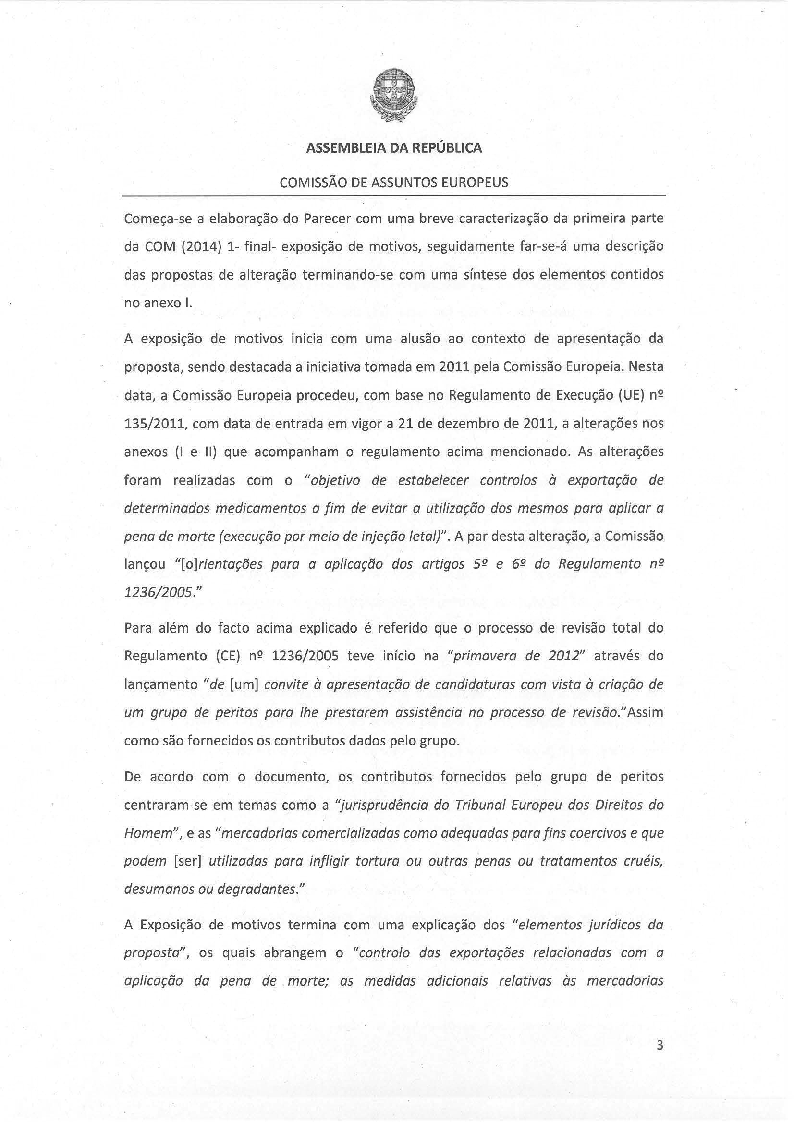 ASSEMBLEIA DA REPÚBLICA
COMISSÃO DE ASSUNTOS EUROPEUS
Começa-se a elaboração do Parecer com uma breve caracterização da primeira parte
da COM (2014) 1- final- exposição de motivos, seguidamente far-se-á uma descrição
das propostas de alteração terminando-se com uma síntese dos elementos contidos
no anexo I.
A exposição de motivos inicia com uma alusão ao contexto de apresentação da
proposta, sendo destacada a iniciativa tomada em 2011 pela Comissão Europeia. Nesta
data, a Comissão Europeia procedeu, com base no Regulamento de Execução (UE) nº
135/2011, com data de entrada em vigor a 21 de dezembro de 2011, a alterações nos
anexos (I e II) que acompanham o regulamento acima mencionado. As alterações
foram realizadas com o "objetivo de estabelecer controlos à exportação de
determinados medicamentos a fim de evitar a utilização dos mesmos para aplicar a
pena de morte (execução por meio de injeção letal)". A par desta alteração, a Comissão
lançou "[o]rientações para a aplicação dos artigos 5º e 6º do Regulamento nº
1236/2005."
Para além do facto acima explicado é referido que o processo de revisão total do
Regulamento (CE) nº 1236/2005 teve início na "primavera de 2012" através do
lançamento "de [um] convite à apresentação de candidaturas com vista à criação de
um grupo de peritos para lhe prestarem assistência no processo de revisão."Assim
como são fornecidos os contributos dados pelo grupo.
De acordo com o documento, os contributos fornecidos pelo grupo de peritos
centraram-se em temas como a "jurisprudência do Tribunal Europeu dos Direitos do
Homem", e as "mercadorias comercializadas como adequadas para fins coercivos e que
podem [ser] utilizadas para infligir tortura ou outras penas ou tratamentos cruéis,
desumanos ou degradantes."
A Exposição de motivos termina com uma explicação dos "elementos jurídicos da
proposta", os quais abrangem o "controlo das exportações relacionadas com a
aplicação da pena de morte; as medidas adicionais relativas às mercadorias
3